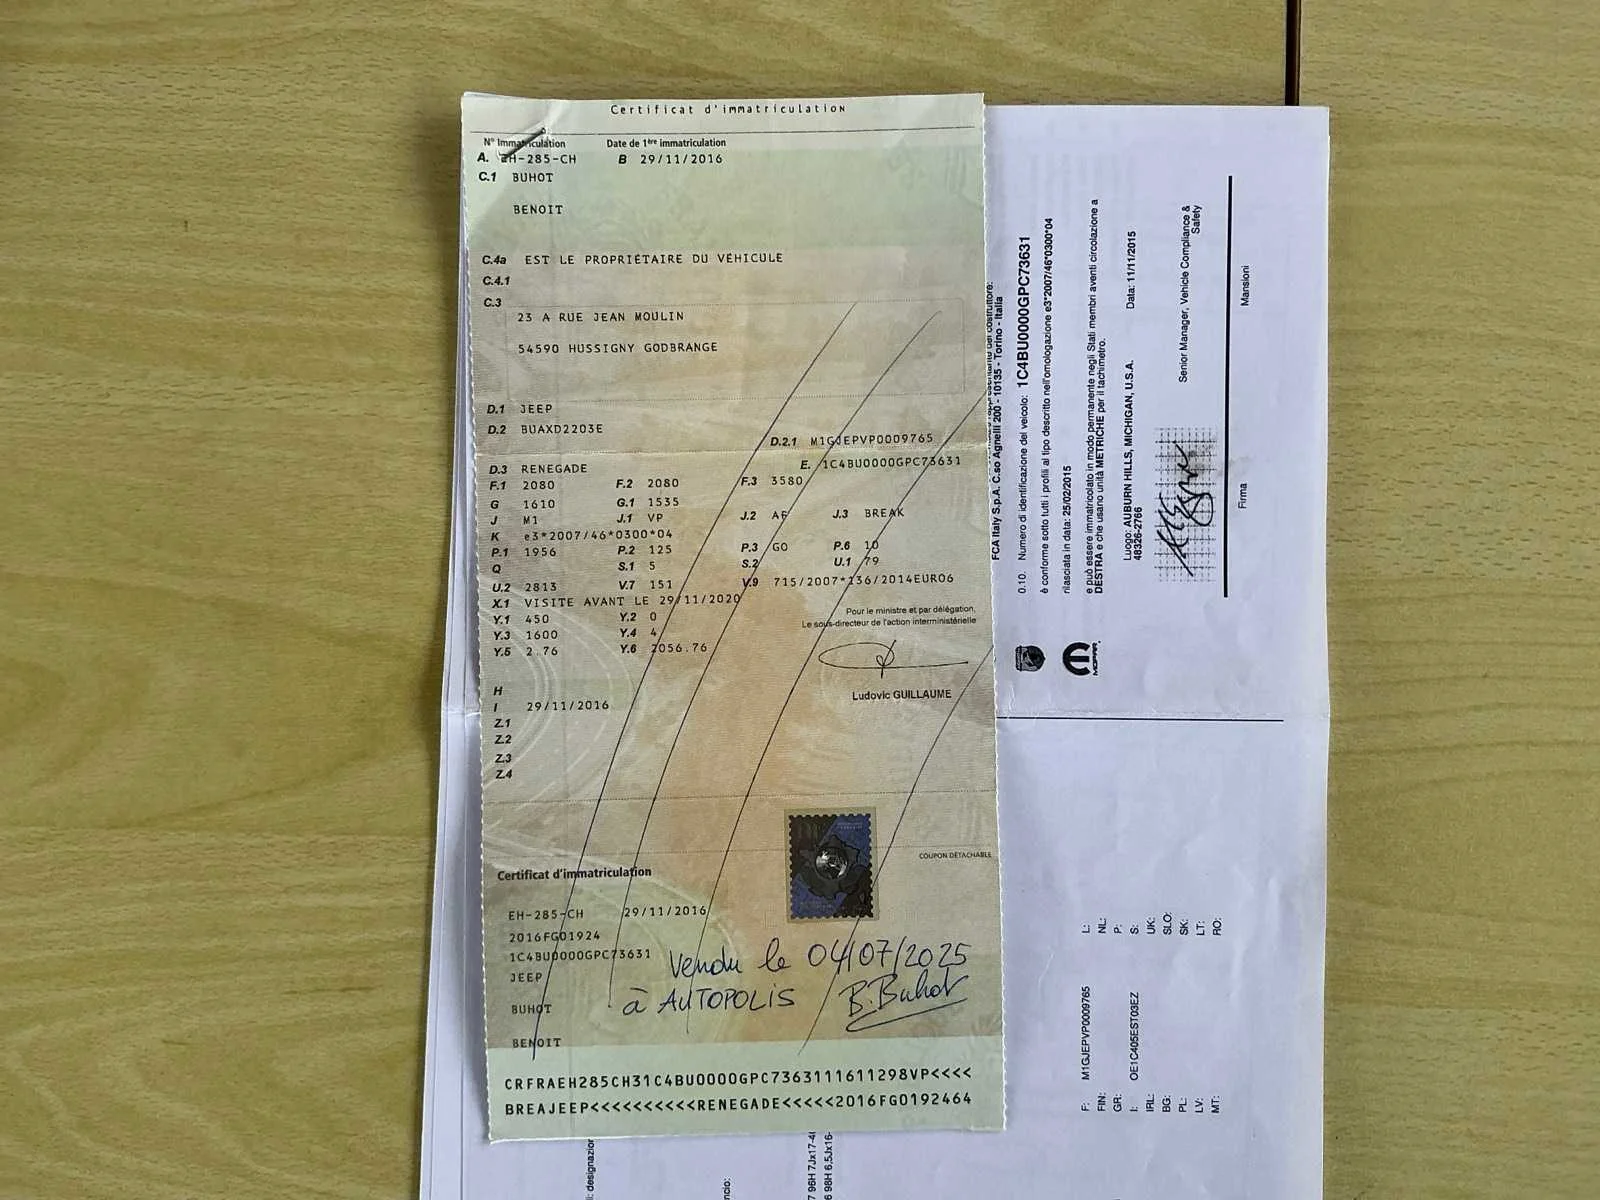 Certificat d'immatriculation
N° Immatriculation Date de 1ère immatriculation
A. EH-285-CH B 29/11/2016
C.1 BUHOT
BENOIT
C.4a EST LE PROPRIÉTAIRE DU VÉHICULE
C.4.1
C.3
23 A RUE JEAN MOULIN
54590 HUSSIGNY GODBRANGE
D.1 JEEP
D.2 BUAXD2203E
D.2.1 M1GJEPVP0009765
D.3 RENEGADE E. 1C4BU0000GPC73631
F.1 2080 F.2 2080 F.3 3580
G 1610 G.1 1535
J M1 J.1 VP J.2 AF J.3 BREAK
K e3*2007/46*0300*04
P.1 1956 P.2 125 P.3 GO P.6 10
Q S.1 5 S.2 U.1 79
U.2 2813 V.7 151 V.9 715/2007*136/2014EURO6
X.1 VISITE AVANT LE 29/11/2020
Y.1 450 Y.2 0
Y.3 1600 Y.4 4
Y.5 2.76 Y.6 2056.76
Pour le ministre et par délégation,
Le sous-directeur de l'action interministérielle
Ludovic GUILLAUME
H
I 29/11/2016
Z.1
Z.2
Z.3
Z.4
COUPON DÉTACHABLE
Certificat d'immatriculation
EH-285-CH 29/11/2016
2016FG01924
1C4BU0000GPC73631
JEEP
BUHOT
BENOIT
Vendu le 04/07/2025
à AUTOPOLIS B.Buhot
CRFRAEH285CH31C4BU0000GPC7363111611298VP<<<<
BREAJEEP<<<<<<<<<<RENEGADE<<<<<2016FG0192464
FCA Italy S.p.A. C.so Agnelli 200 - 10135 - Torino - Italia
0.10. Numero di identificazione del veicolo: 1C4BU0000GPC73631
è conforme sotto tutti i profili al tipo descritto nell'omologazione e3*2007/46*0300*04
rilasciata in data: 25/02/2015
e può essere immatricolato in modo permanente negli Stati membri aventi circolazione a
DESTRA e che usano unità METRICHE per il tachimetro.
Luogo: AUBURN HILLS, MICHIGAN, U.S.A. Data: 11/11/2015
48326-2766
Senior Manager, Vehicle Compliance &
Safety
Firma Mansioni
MOPAR
F: M1GJEPVP0009765 L:
FIN: NL:
GR: P:
I: OE1C405EST03EZ S:
IRL: UK:
BG: SLO:
PL: SK:
LV: LT:
MT: RO: